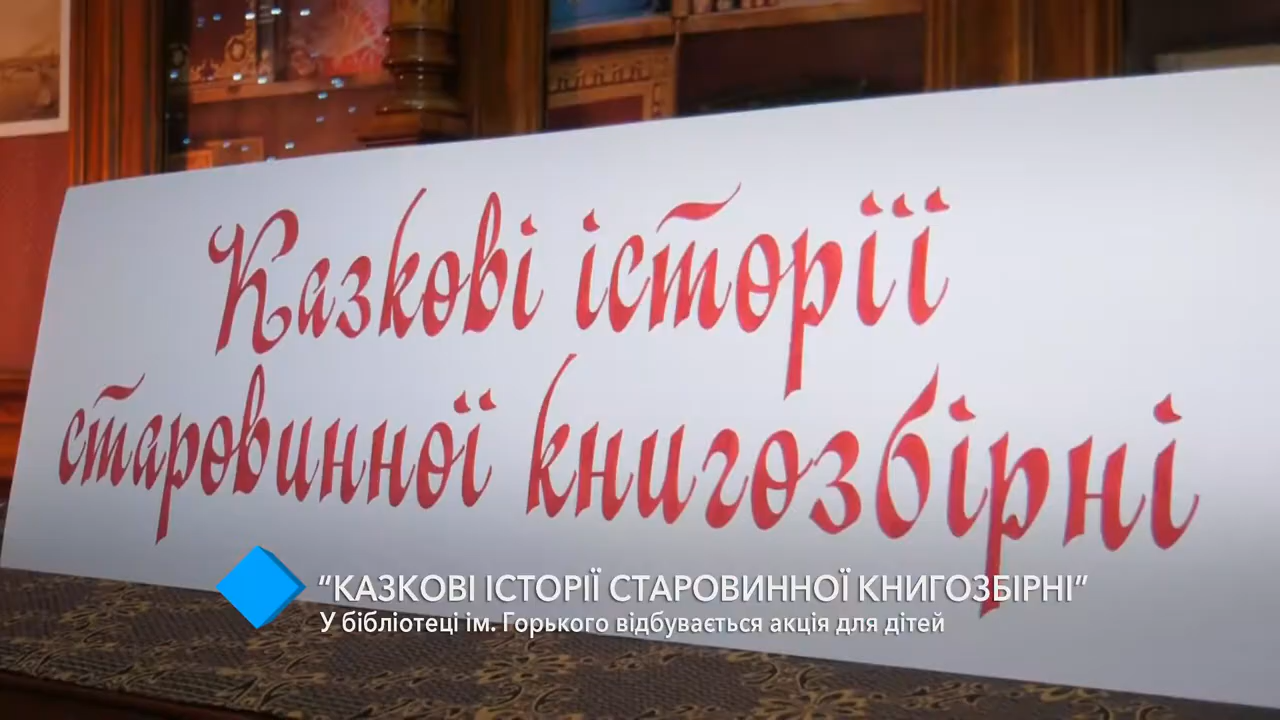 Казкові історії
старовинної книгозбірні
“КАЗКОВІ ІСТОРІЇ СТАРОВИННОЇ КНИГОЗБІРНІ”
У бібліотеці ім. Горького відбувається акція для дітей